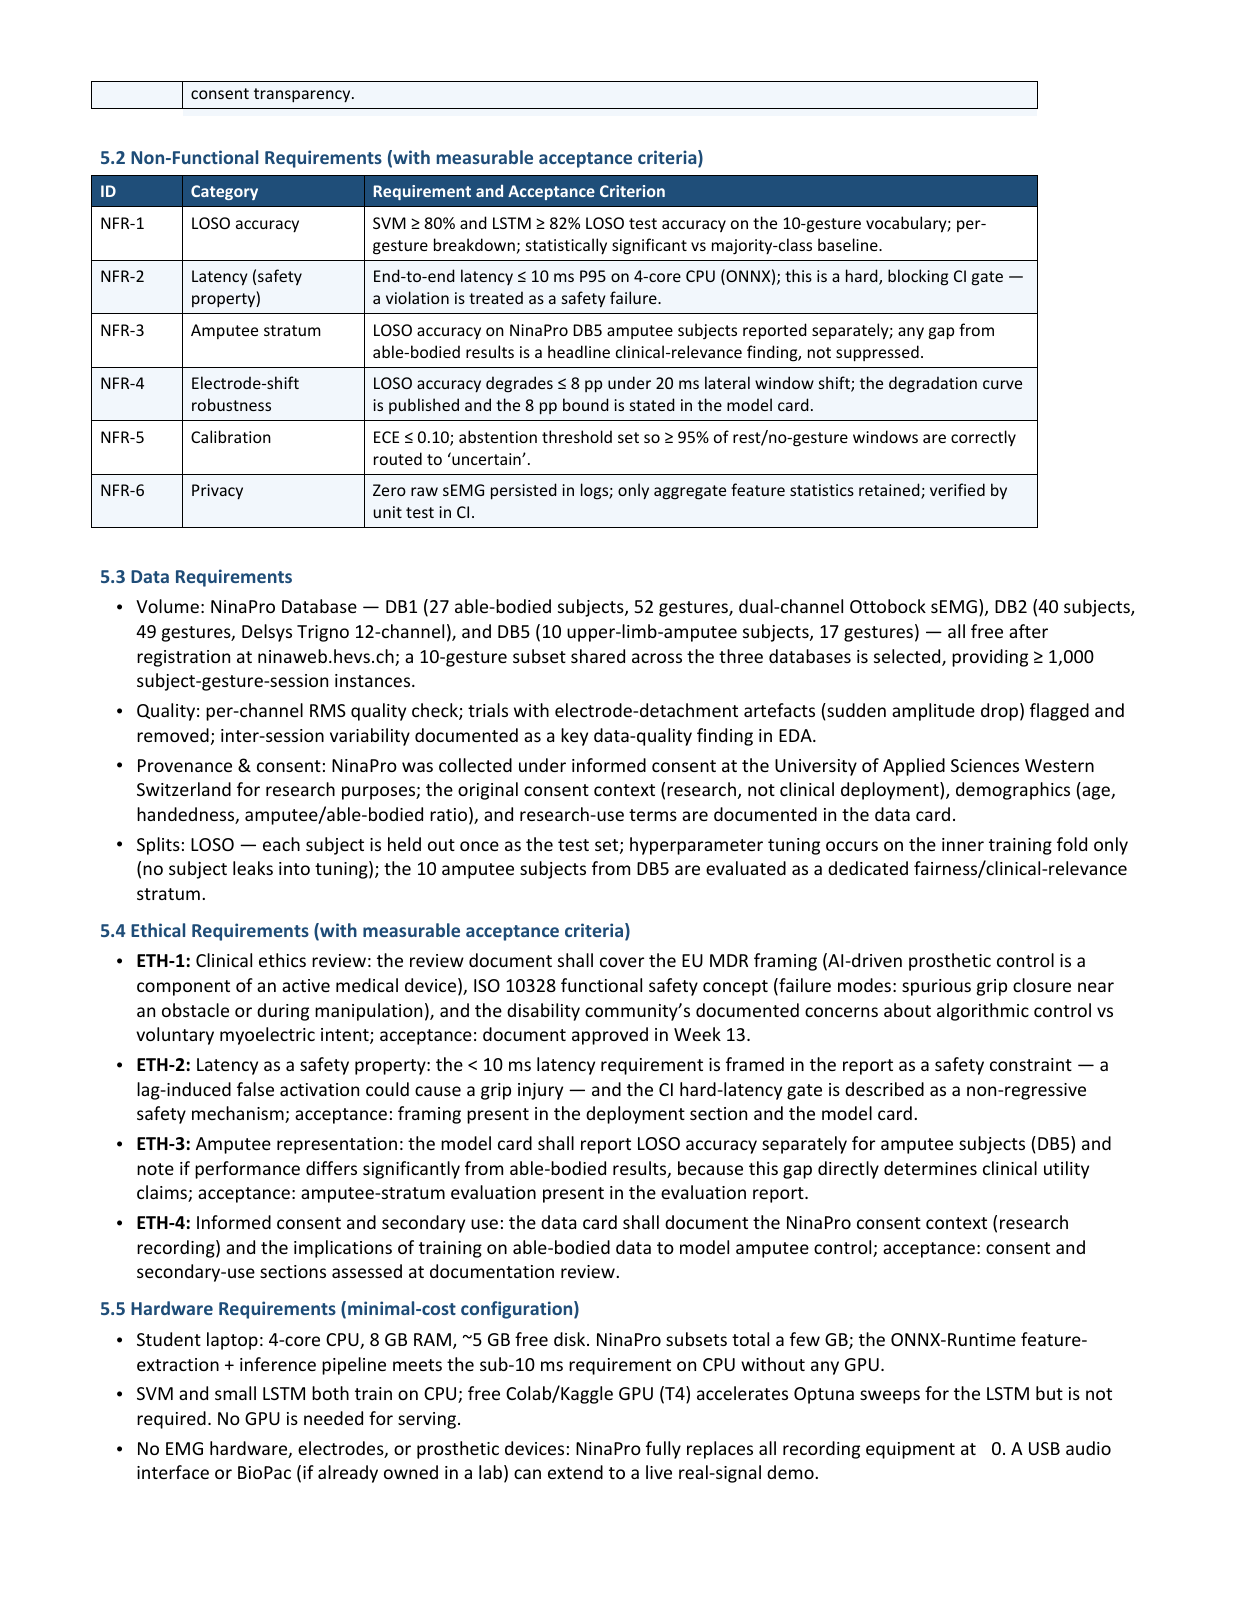 consent transparency.
5.2 Non-Functional Requirements (with measurable acceptance criteria)
ID Category Requirement and Acceptance Criterion
NFR-1 LOSO accuracy SVM ≥ 80% and LSTM ≥ 82% LOSO test accuracy on the 10-gesture vocabulary; per-
gesture breakdown; statistically significant vs majority-class baseline.
NFR-2 Latency (safety End-to-end latency ≤ 10 ms P95 on 4-core CPU (ONNX); this is a hard, blocking CI gate —
property) a violation is treated as a safety failure.
NFR-3 Amputee stratum LOSO accuracy on NinaPro DB5 amputee subjects reported separately; any gap from
able-bodied results is a headline clinical-relevance finding, not suppressed.
NFR-4 Electrode-shift LOSO accuracy degrades ≤ 8 pp under 20 ms lateral window shift; the degradation curve
robustness is published and the 8 pp bound is stated in the model card.
NFR-5 Calibration ECE ≤ 0.10; abstention threshold set so ≥ 95% of rest/no-gesture windows are correctly
routed to ‘uncertain’.
NFR-6 Privacy Zero raw sEMG persisted in logs; only aggregate feature statistics retained; verified by
unit test in CI.
5.3 Data Requirements
• Volume: NinaPro Database — DB1 (27 able-bodied subjects, 52 gestures, dual-channel Ottobock sEMG), DB2 (40 subjects,
49 gestures, Delsys Trigno 12-channel), and DB5 (10 upper-limb-amputee subjects, 17 gestures) — all free after
registration at ninaweb.hevs.ch; a 10-gesture subset shared across the three databases is selected, providing ≥ 1,000
subject-gesture-session instances.
• Quality: per-channel RMS quality check; trials with electrode-detachment artefacts (sudden amplitude drop) flagged and
removed; inter-session variability documented as a key data-quality finding in EDA.
• Provenance & consent: NinaPro was collected under informed consent at the University of Applied Sciences Western
Switzerland for research purposes; the original consent context (research, not clinical deployment), demographics (age,
handedness, amputee/able-bodied ratio), and research-use terms are documented in the data card.
• Splits: LOSO — each subject is held out once as the test set; hyperparameter tuning occurs on the inner training fold only
(no subject leaks into tuning); the 10 amputee subjects from DB5 are evaluated as a dedicated fairness/clinical-relevance
stratum.
5.4 Ethical Requirements (with measurable acceptance criteria)
• ETH-1: Clinical ethics review: the review document shall cover the EU MDR framing (AI-driven prosthetic control is a
component of an active medical device), ISO 10328 functional safety concept (failure modes: spurious grip closure near
an obstacle or during manipulation), and the disability community’s documented concerns about algorithmic control vs
voluntary myoelectric intent; acceptance: document approved in Week 13.
• ETH-2: Latency as a safety property: the < 10 ms latency requirement is framed in the report as a safety constraint — a
lag-induced false activation could cause a grip injury — and the CI hard-latency gate is described as a non-regressive
safety mechanism; acceptance: framing present in the deployment section and the model card.
• ETH-3: Amputee representation: the model card shall report LOSO accuracy separately for amputee subjects (DB5) and
note if performance differs significantly from able-bodied results, because this gap directly determines clinical utility
claims; acceptance: amputee-stratum evaluation present in the evaluation report.
• ETH-4: Informed consent and secondary use: the data card shall document the NinaPro consent context (research
recording) and the implications of training on able-bodied data to model amputee control; acceptance: consent and
secondary-use sections assessed at documentation review.
5.5 Hardware Requirements (minimal-cost configuration)
• Student laptop: 4-core CPU, 8 GB RAM, ~5 GB free disk. NinaPro subsets total a few GB; the ONNX-Runtime feature-
extraction + inference pipeline meets the sub-10 ms requirement on CPU without any GPU.
• SVM and small LSTM both train on CPU; free Colab/Kaggle GPU (T4) accelerates Optuna sweeps for the LSTM but is not
required. No GPU is needed for serving.
• No EMG hardware, electrodes, or prosthetic devices: NinaPro fully replaces all recording equipment at 0. A USB audio
interface or BioPac (if already owned in a lab) can extend to a live real-signal demo.